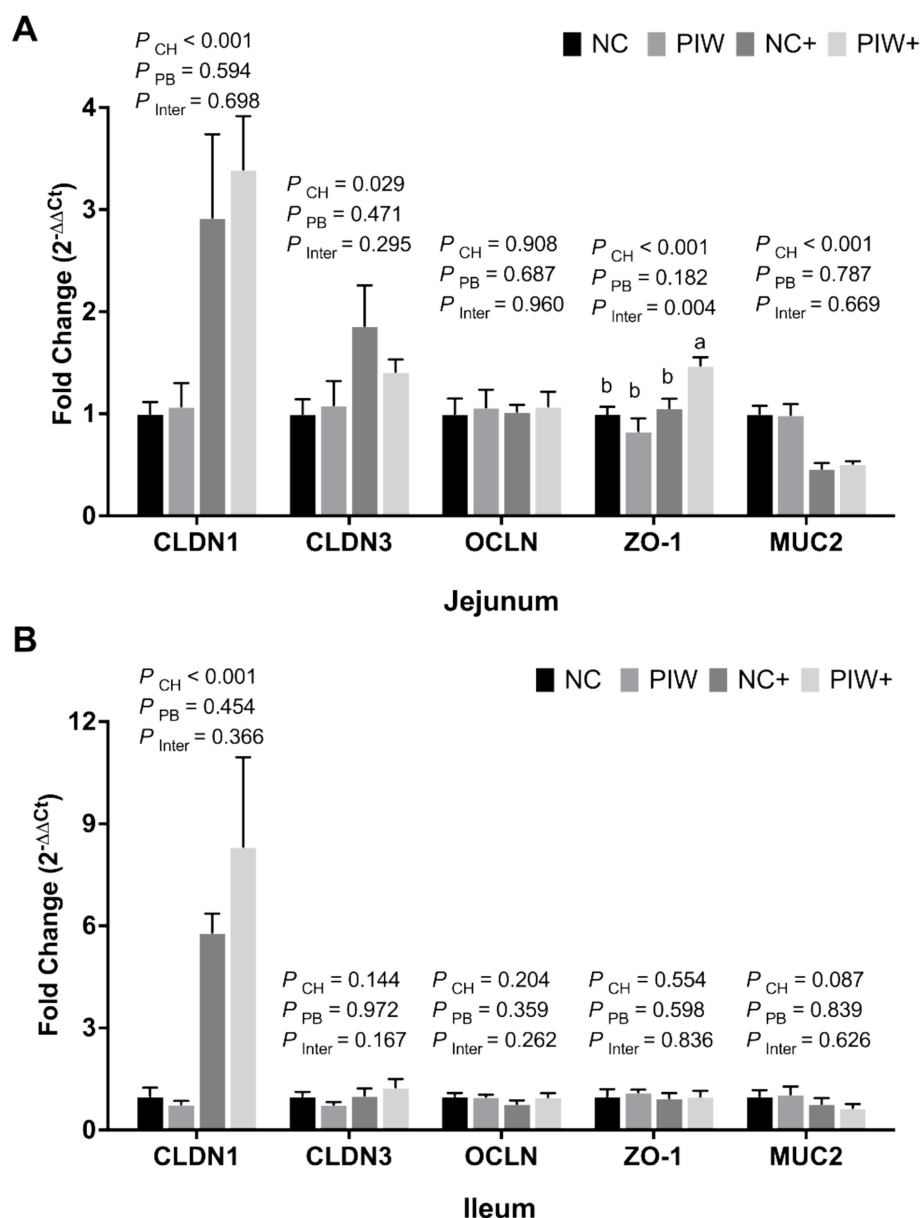 A
NC PIW NC+ PIW+
P CH < 0.001
P PB = 0.594
P Inter = 0.698
P CH = 0.029
P PB = 0.471
P Inter = 0.295
P CH = 0.908
P PB = 0.687
P Inter = 0.960
P CH < 0.001
P PB = 0.182
P Inter = 0.004
P CH < 0.001
P PB = 0.787
P Inter = 0.669
Fold Change (2-ΔΔCt)
4
3
2
1
0
b b b a
CLDN1 CLDN3 OCLN ZO-1 MUC2
Jejunum
B
NC PIW NC+ PIW+
P CH < 0.001
P PB = 0.454
P Inter = 0.366
P CH = 0.144
P PB = 0.972
P Inter = 0.167
P CH = 0.204
P PB = 0.359
P Inter = 0.262
P CH = 0.554
P PB = 0.598
P Inter = 0.836
P CH = 0.087
P PB = 0.839
P Inter = 0.626
Fold Change (2-ΔΔCt)
12
9
6
3
0
CLDN1 CLDN3 OCLN ZO-1 MUC2
Ileum